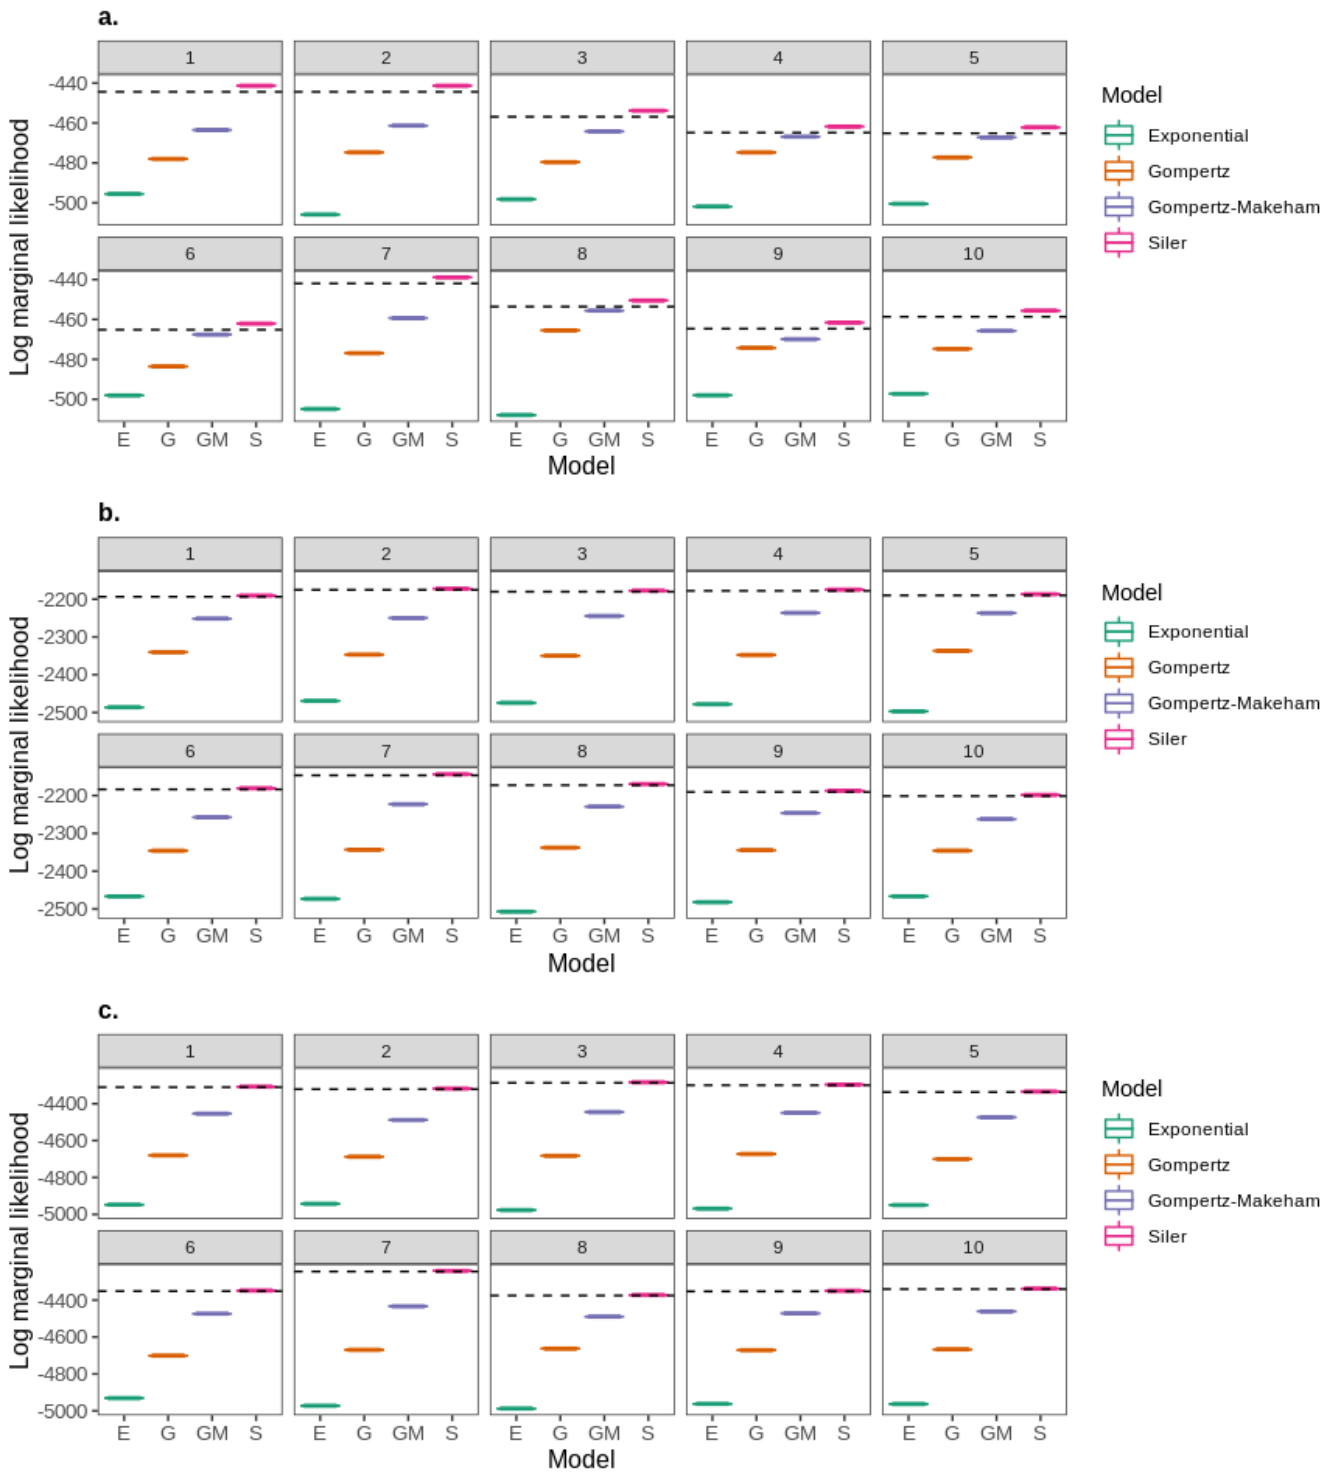 a.
1 2 3 4 5
-440
-460
-480
-500
6 7 8 9 10
-440
-460
-480
-500
E G GM S E G GM S E G GM S E G GM S E G GM S
Model
Log marginal likelihood
Model
Exponential
Gompertz
Gompertz-Makeham
Siler
b.
1 2 3 4 5
-2200
-2300
-2400
-2500
6 7 8 9 10
-2200
-2300
-2400
-2500
E G GM S E G GM S E G GM S E G GM S E G GM S
Model
Log marginal likelihood
Model
Exponential
Gompertz
Gompertz-Makeham
Siler
c.
1 2 3 4 5
-4400
-4600
-4800
-5000
6 7 8 9 10
-4400
-4600
-4800
-5000
E G GM S E G GM S E G GM S E G GM S E G GM S
Model
Log marginal likelihood
Model
Exponential
Gompertz
Gompertz-Makeham
Siler